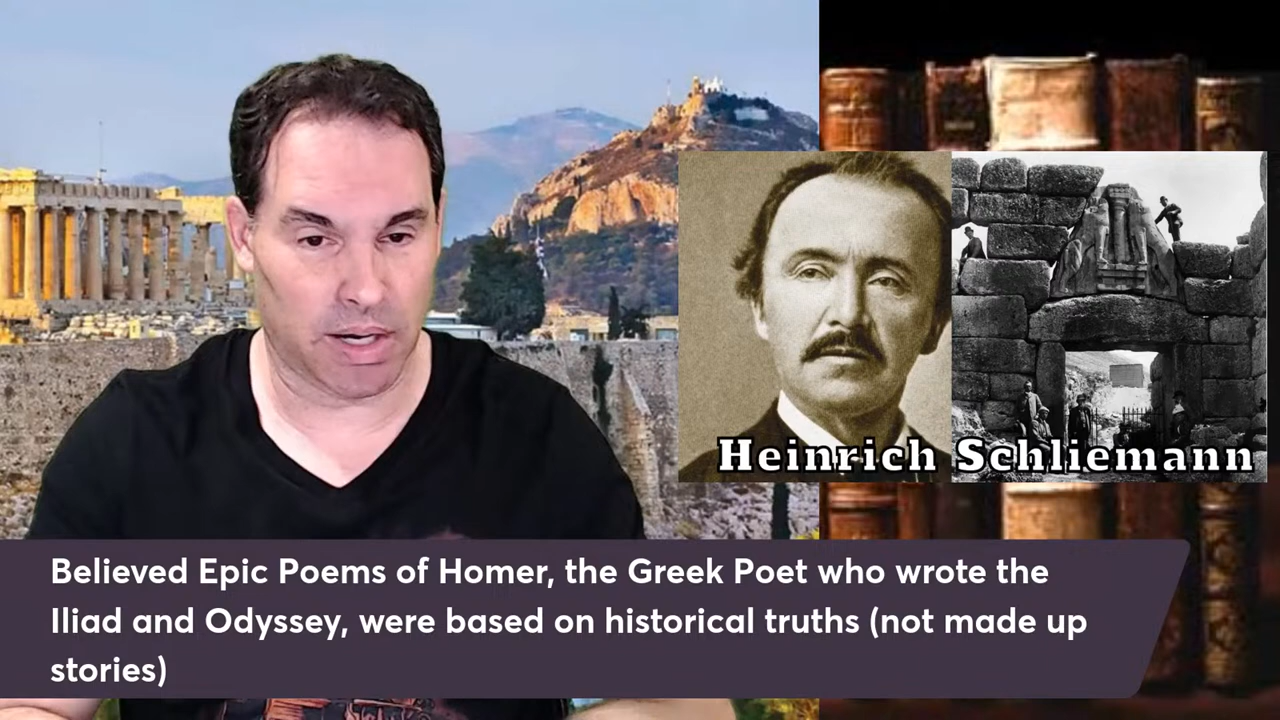 Heinrich Schliemann
Believed Epic Poems of Homer, the Greek Poet who wrote the
Iliad and Odyssey, were based on historical truths (not made up
stories)